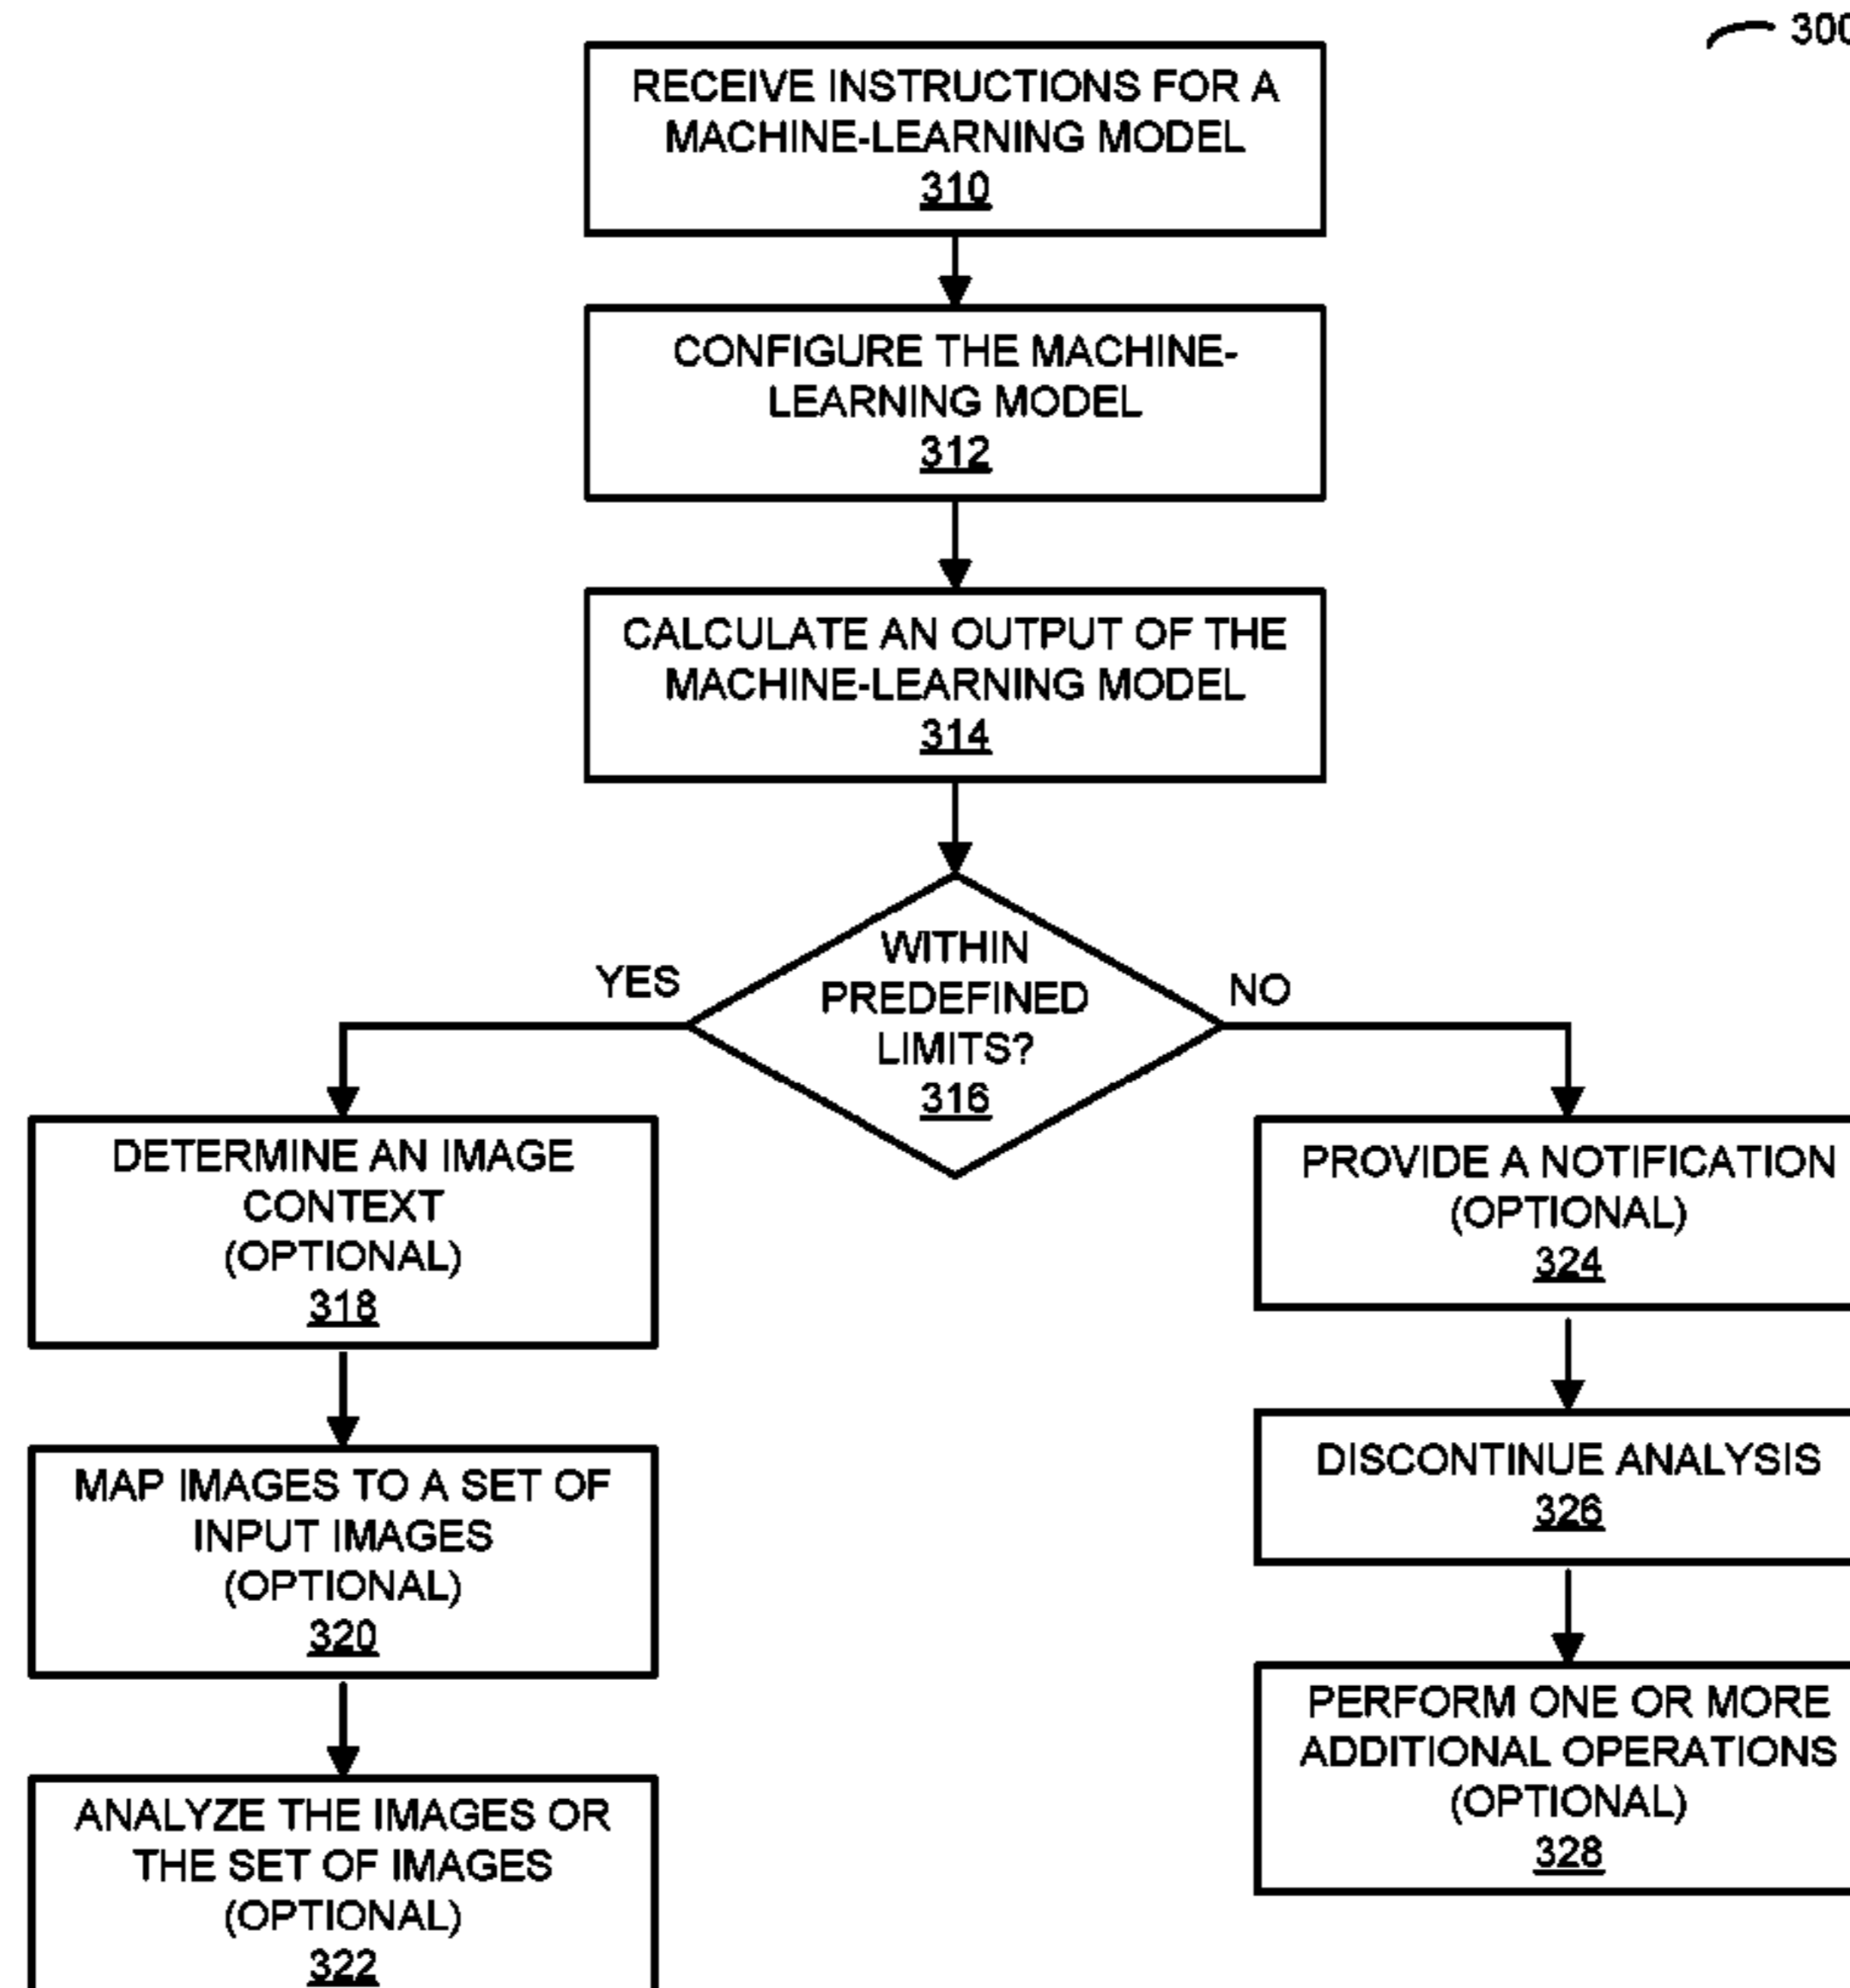 300
RECEIVE INSTRUCTIONS FOR A
MACHINE-LEARNING MODEL
310
CONFIGURE THE MACHINE-
LEARNING MODEL
312
CALCULATE AN OUTPUT OF THE
MACHINE-LEARNING MODEL
314
WITHIN
PREDEFINED
LIMITS?
316
YES
NO
DETERMINE AN IMAGE
CONTEXT
(OPTIONAL)
318
MAP IMAGES TO A SET OF
INPUT IMAGES
(OPTIONAL)
320
ANALYZE THE IMAGES OR
THE SET OF IMAGES
(OPTIONAL)
322
PROVIDE A NOTIFICATION
(OPTIONAL)
324
DISCONTINUE ANALYSIS
326
PERFORM ONE OR MORE
ADDITIONAL OPERATIONS
(OPTIONAL)
328